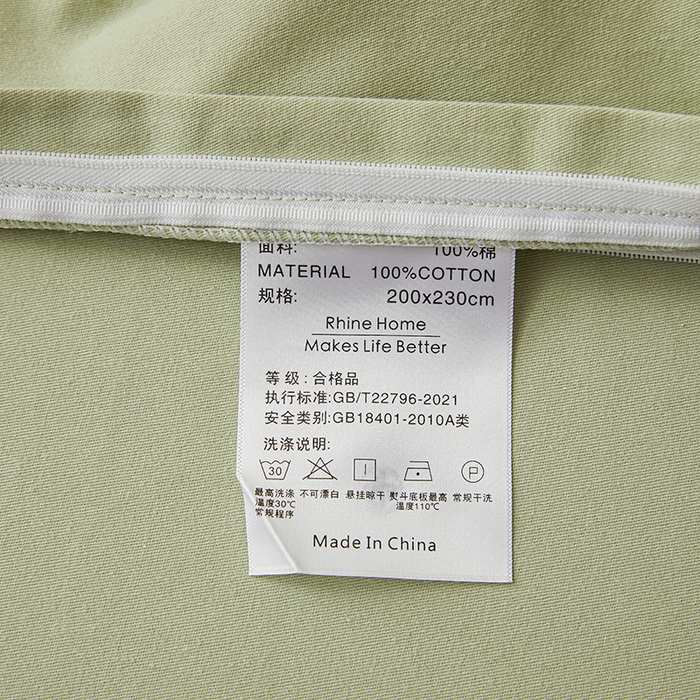 面料: 100%棉
MATERIAL 100%COTTON
规格: 200x230cm
Rhine Home
Makes Life Better
等 级：合格品
执行标准:GB/T22796-2021
安全类别:GB18401-2010A类
洗涤说明:
30 P
最高洗涤 不可漂白 悬挂晾干 熨斗底板最高 常规干洗
温度30℃ 温度110℃
常规程序
Made In China